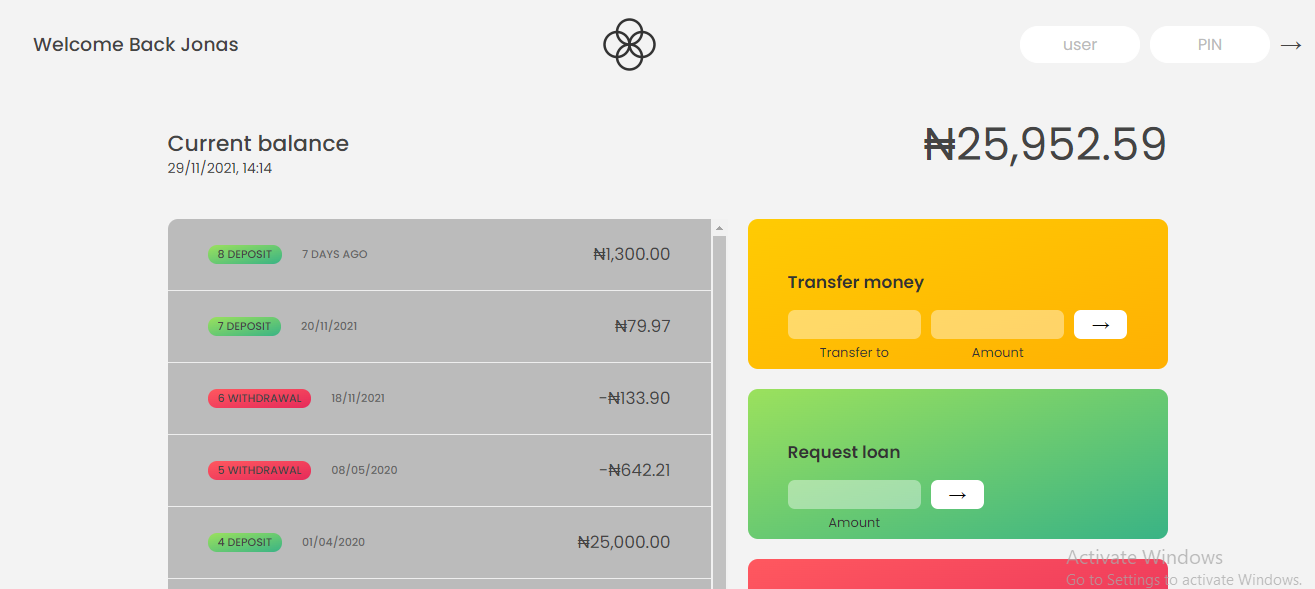 Welcome Back Jonas
user
PIN
→
Current balance
29/11/2021, 14:14
₦25,952.59
8 DEPOSIT 7 DAYS AGO ₦1,300.00
7 DEPOSIT 20/11/2021 ₦79.97
6 WITHDRAWAL 18/11/2021 -₦133.90
5 WITHDRAWAL 08/05/2020 -₦642.21
4 DEPOSIT 01/04/2020 ₦25,000.00
Transfer money
→
Transfer to Amount
Request loan
→
Amount
Activate Windows
Go to Settings to activate Windows.